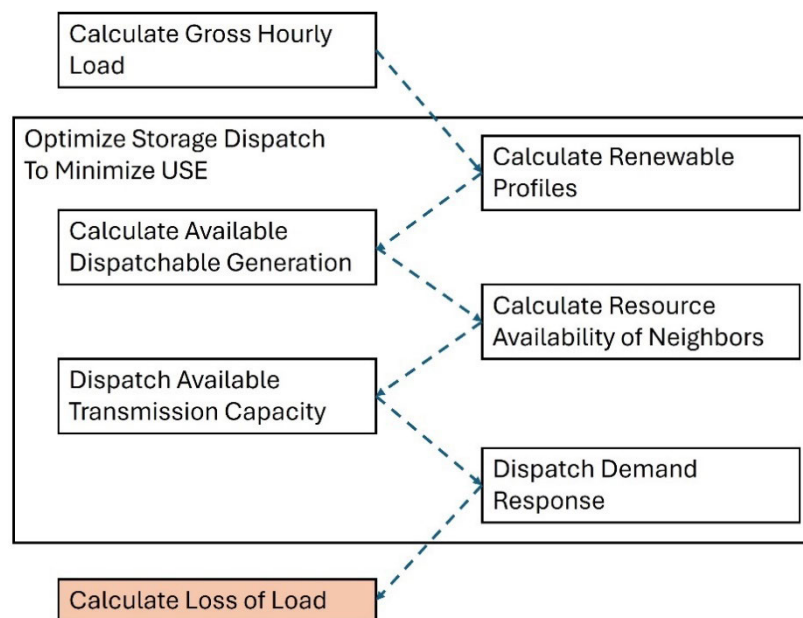 Calculate Gross Hourly
Load
Optimize Storage Dispatch
To Minimize USE
Calculate Renewable
Profiles
Calculate Available
Dispatchable Generation
Calculate Resource
Availability of Neighbors
Dispatch Available
Transmission Capacity
Dispatch Demand
Response
Calculate Loss of Load